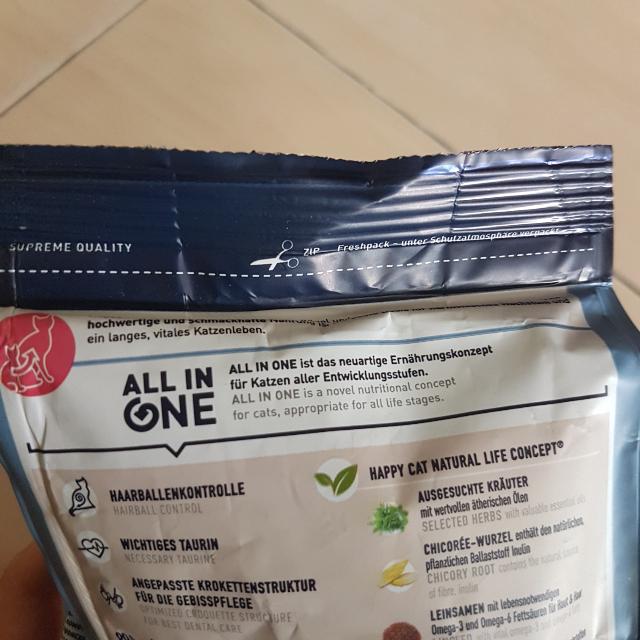 SUPREME QUALITY
ZIP Freshpack - unter Schutzatmosphäre verpackt
hochwertige und schmackhafte
ein langes, vitales Katzenleben.
ALL IN ONE
ALL IN ONE ist das neuartige Ernährungskonzept
für Katzen aller Entwicklungsstufen.
ALL IN ONE is a novel nutritional concept
for cats, appropriate for all life stages.
HAARBALLENKONTROLLE
HAIRBALL CONTROL
WICHTIGES TAURIN
NECESSARY TAURINE
ANGEPASSTE KROKETTENSTRUKTUR
FÜR DIE GEBISSPFLEGE
OPTIMIZED CROQUETTE STRUCTURE
FOR BEST DENTAL CARE
HAPPY CAT NATURAL LIFE CONCEPT®
AUSGESUCHTE KRÄUTER
mit wertvollen ätherischen Ölen
SELECTED HERBS with valuable essential oils
CHICORÉE-WURZEL enthält den natürlichen,
pflanzlichen Ballaststoff Inulin
CHICORY ROOT contains the natural source
of fibre, inulin
LEINSAMEN mit lebensnotwendigen
Omega-3 und Omega-6 Fettsäuren für Haut & Haar